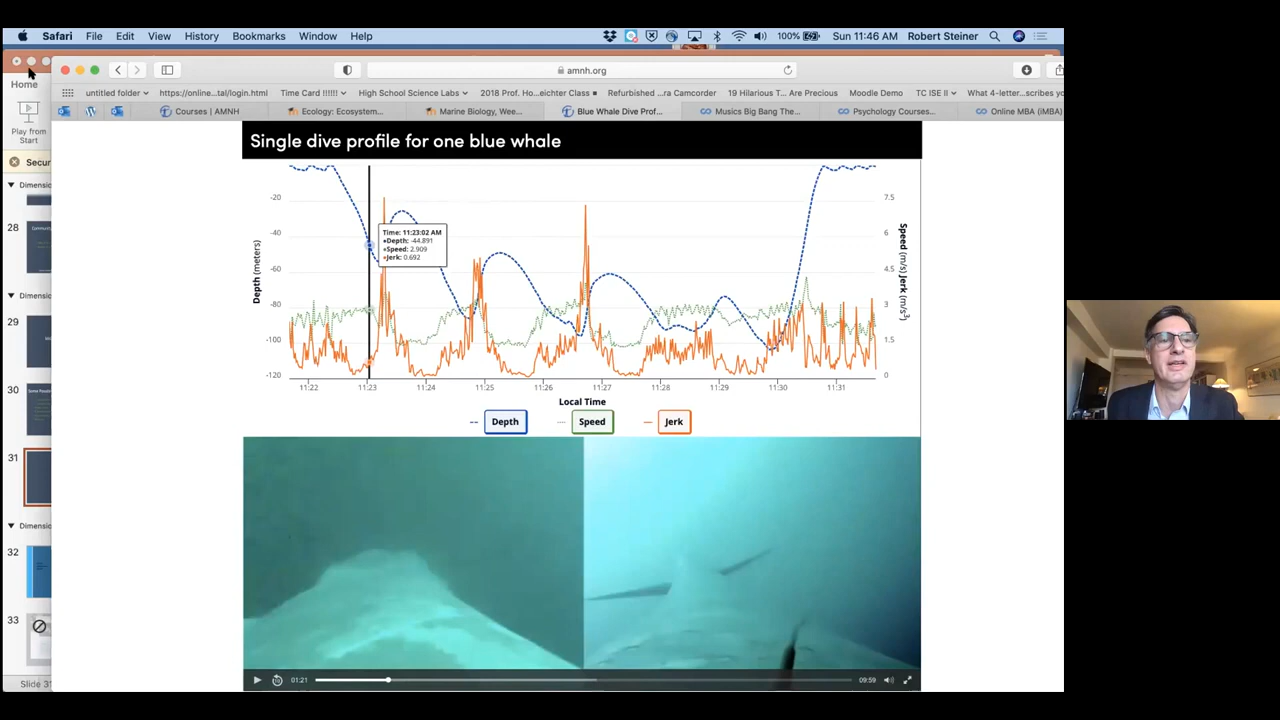 Safari File Edit View History Bookmarks Window Help 100% Sun 11:46 AM Robert Steiner
amnh.org
Home
untitled folder https://online...tal/login.html Time Card !!!!!! High School Science Labs 2018 Prof. Ho...eichter Class Refurbished ..ra Camcorder 19 Hilarious T... Are Precious Moodle Demo TC ISE II What 4-letter...scribes yo
Courses | AMNH Ecology: Ecosystem... Marine Biology, Wee... Blue Whale Dive Prof... Musics Big Bang The... Psychology Courses... Online MBA (iMBA)
Play from
Start
Secur
Dimensio
28
Dimensi
29
30
31
Dimensi
32
33
Slide 31
Single dive profile for one blue whale
Depth (meters)
-20
-40
-60
-80
-100
-120
7.5
6
4.5
3
1.5
0
Speed (m/s) Jerk (m/s³)
Time: 11:23:02 AM
Depth: -44.891
Speed: 2.909
Jerk: 0.692
11:22 11:23 11:24 11:25 11:26 11:27 11:28 11:29 11:30 11:31
Local Time
Depth Speed Jerk
01:21 09:59